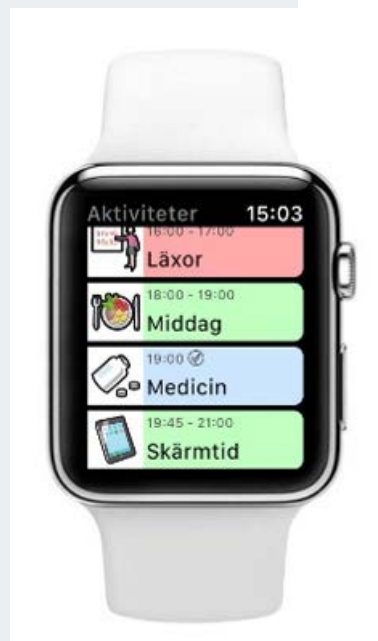 Aktiviteter 15:03
16:00 - 17:00
Läxor
18:00 - 19:00
Middag
19:00
Medicin
19:45 - 21:00
Skärmtid